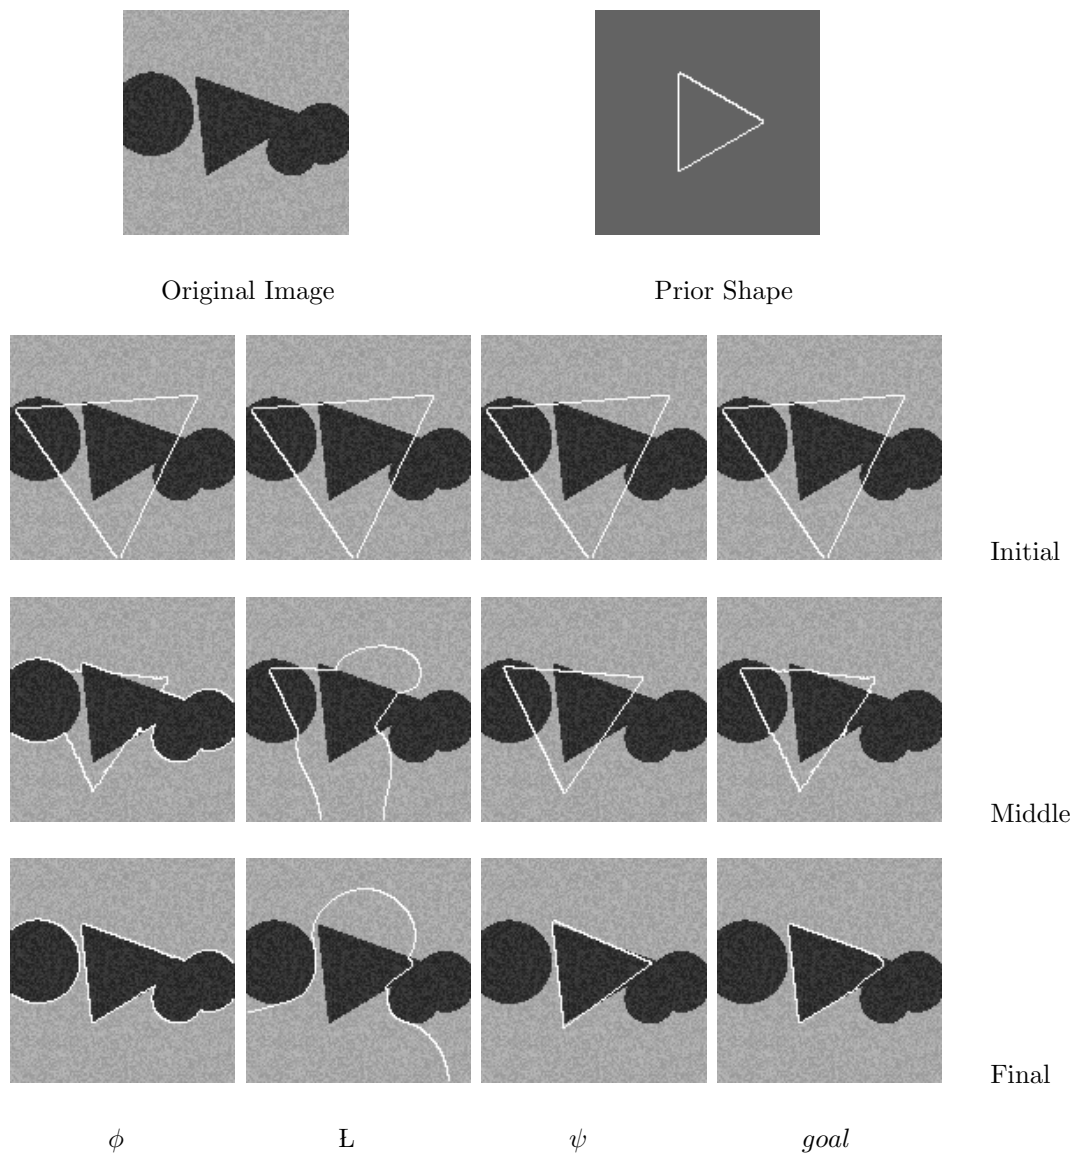 Original Image
Prior Shape
Initial
Middle
Final
ϕ
Ł
ψ
goal